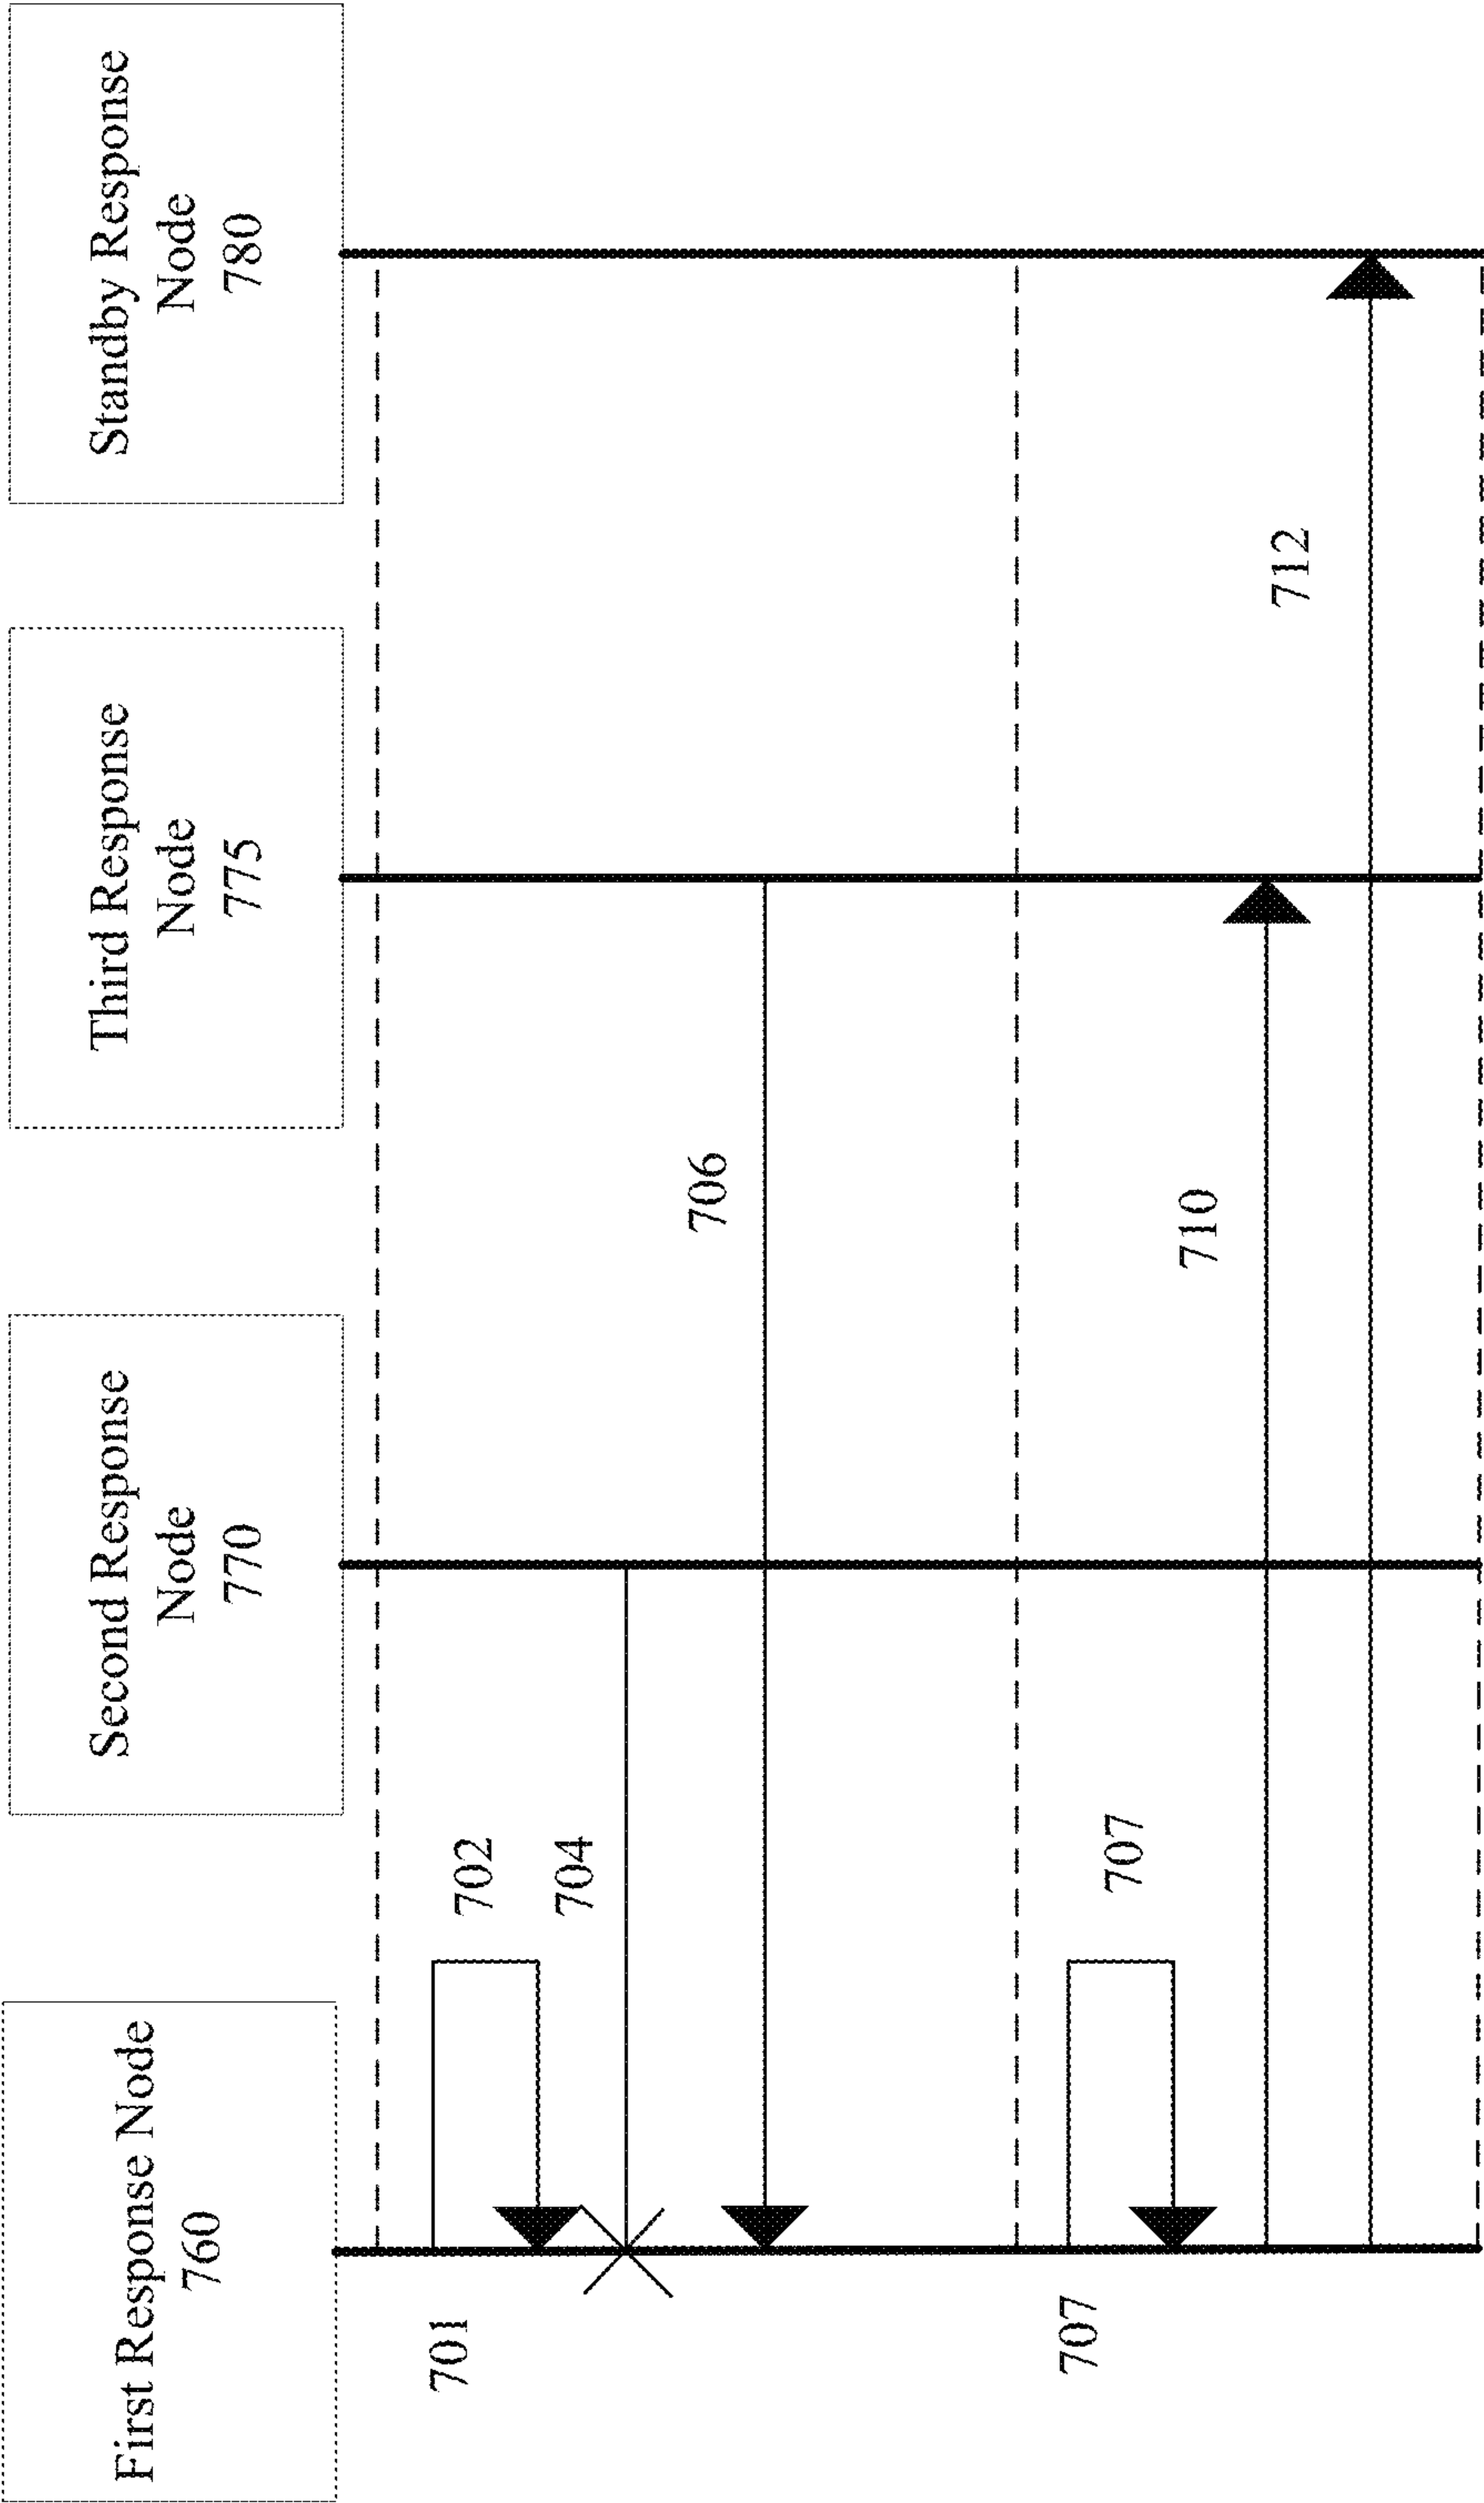 First Response Node
760
Second Response
Node
770
Third Response
Node
775
Standby Response
Node
780
701
702
704
706
707
707
710
712